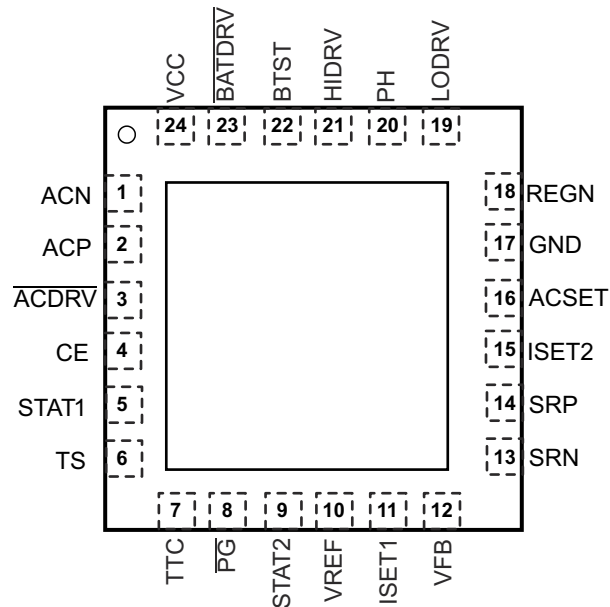 VCC
BATDRV
BTST
HIDRV
PH
LODRV
24 23 22 21 20 19
ACN 1
ACP 2
ACDRV 3
CE 4
STAT1 5
TS 6
18 REGN
17 GND
16 ACSET
15 ISET2
14 SRP
13 SRN
7 8 9 10 11 12
TTC
PG
STAT2
VREF
ISET1
VFB